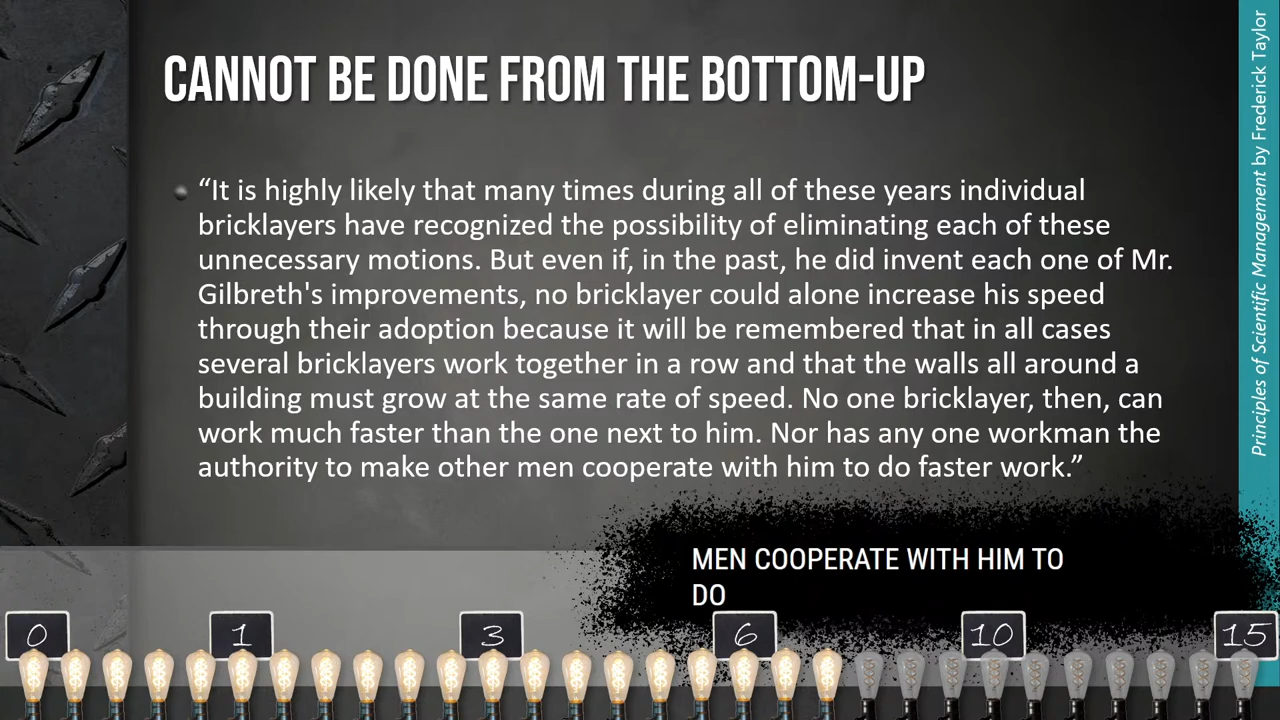 CANNOT BE DONE FROM THE BOTTOM-UP
“It is highly likely that many times during all of these years individual
bricklayers have recognized the possibility of eliminating each of these
unnecessary motions. But even if, in the past, he did invent each one of Mr.
Gilbreth's improvements, no bricklayer could alone increase his speed
through their adoption because it will be remembered that in all cases
several bricklayers work together in a row and that the walls all around a
building must grow at the same rate of speed. No one bricklayer, then, can
work much faster than the one next to him. Nor has any one workman the
authority to make other men cooperate with him to do faster work.”
Principles of Scientific Management by Frederick Taylor
MEN COOPERATE WITH HIM TO
DO
0 1 3 6 10 15